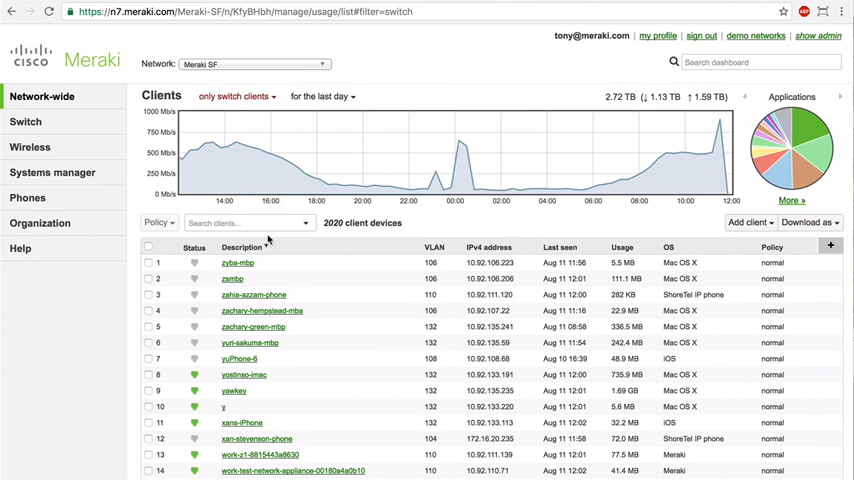 https://n7.meraki.com/Meraki-SF/n/KfyBHbh/manage/usage/list#filter=switch
ABP
tony@meraki.com | my profile | sign out | demo networks | show admin
CISCO Meraki
Network: Meraki SF
Search dashboard
Network-wide
Switch
Wireless
Systems manager
Phones
Organization
Help
Clients only switch clients for the last day 2.72 TB (↓ 1.13 TB ↑ 1.59 TB)
Applications
1000 Mb/s
750 Mb/s
500 Mb/s
250 Mb/s
0 Mb/s
14:00 16:00 18:00 20:00 22:00 00:00 02:00 04:00 06:00 08:00 10:00 12:00
More »
Policy Search clients... 2020 client devices Add client Download as
Status Description VLAN IPv4 address Last seen Usage OS Policy +
1 zyba-mbp 106 10.92.106.223 Aug 11 11:56 5.5 MB Mac OS X normal
2 zsmbp 106 10.92.106.206 Aug 11 12:01 111.1 MB Mac OS X normal
3 zahia-azzam-phone 110 10.92.111.120 Aug 11 12:00 282 KB ShoreTel IP phone normal
4 zachary-hempstead-mba 106 10.92.107.22 Aug 11 11:16 22.9 MB Mac OS X normal
5 zachary-green-mbp 132 10.92.135.241 Aug 11 08:58 336.5 MB Mac OS X normal
6 yuri-sakuma-mbp 132 10.92.135.59 Aug 11 11:54 242.4 MB Mac OS X normal
7 yuPhone-6 108 10.92.108.68 Aug 10 16:39 48.9 MB iOS normal
8 yostinso-imac 132 10.92.133.191 Aug 11 12:00 735.9 MB Mac OS X normal
9 yawkey 132 10.92.135.235 Aug 11 12:01 1.69 GB Mac OS X normal
10 y 132 10.92.133.220 Aug 11 12:01 5.6 MB Mac OS X normal
11 xans-iPhone 132 10.92.133.113 Aug 11 12:00 32.2 MB iOS normal
12 xan-stevenson-phone 104 172.16.20.235 Aug 11 11:58 72.0 MB ShoreTel IP phone normal
13 work-z1-8815443a8630 110 10.92.111.139 Aug 11 12:01 77.5 MB Meraki normal
14 work-test-network-appliance-00180a4a0b10 110 10.92.110.71 Aug 11 12:02 41.4 MB Meraki normal